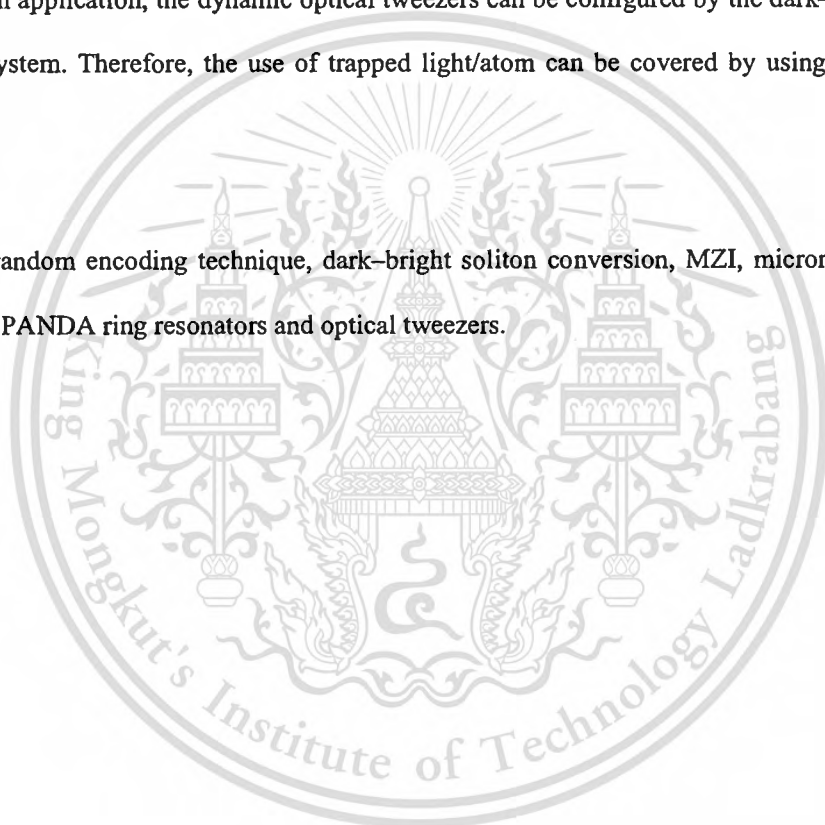 application, the dynamic optical tweezers can be configured by the dark-
ystem. Therefore, the use of trapped light/atom can be covered by using
andom encoding technique, dark–bright soliton conversion, MZI, micror
PANDA ring resonators and optical tweezers.
King Mongkut's Institute of Technology Ladkrabang